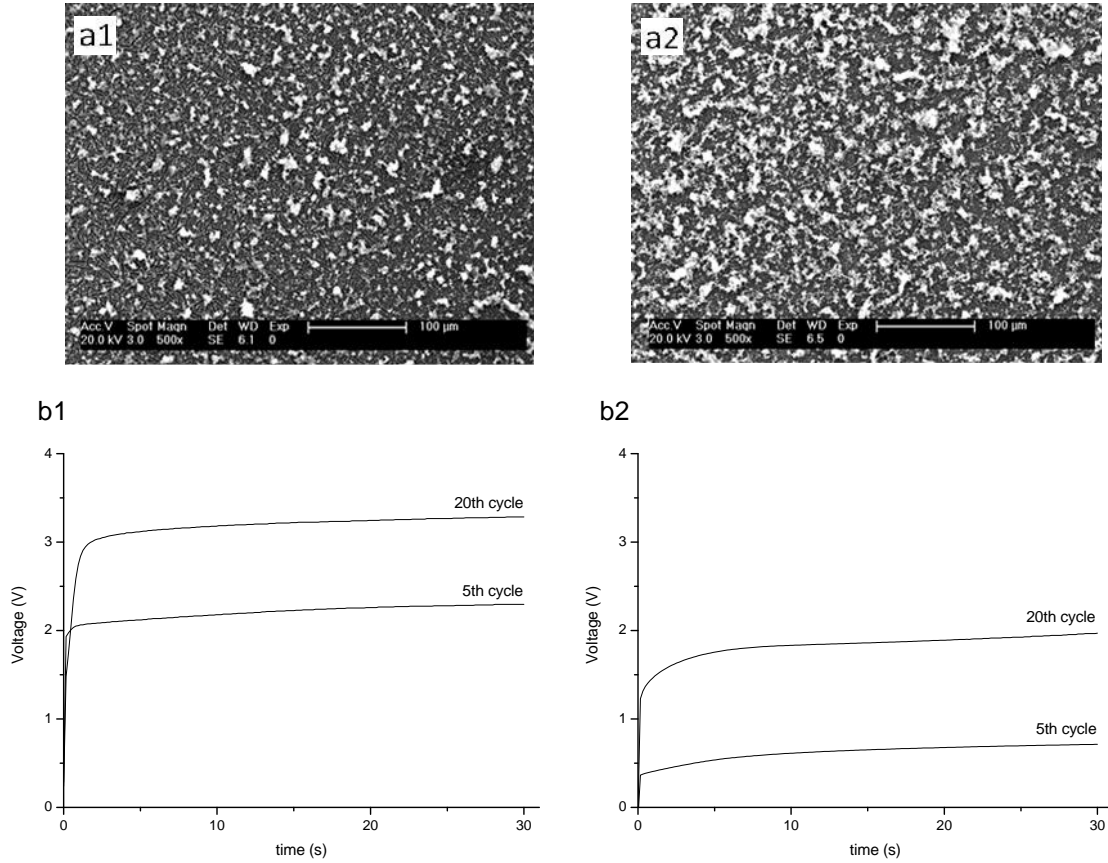 a1
a2
Acc V Spot Magn Det WD Exp 100 µm
20.0 kV 3.0 500x SE 6.1 0
Acc V Spot Magn Det WD Exp 100 µm
20.0 kV 3.0 500x SE 6.5 0
b1
b2
4
3
2
1
0
Voltage (V)
20th cycle
5th cycle
0 10 20 30
time (s)
4
3
2
1
0
Voltage (V)
20th cycle
5th cycle
0 10 20 30
time (s)